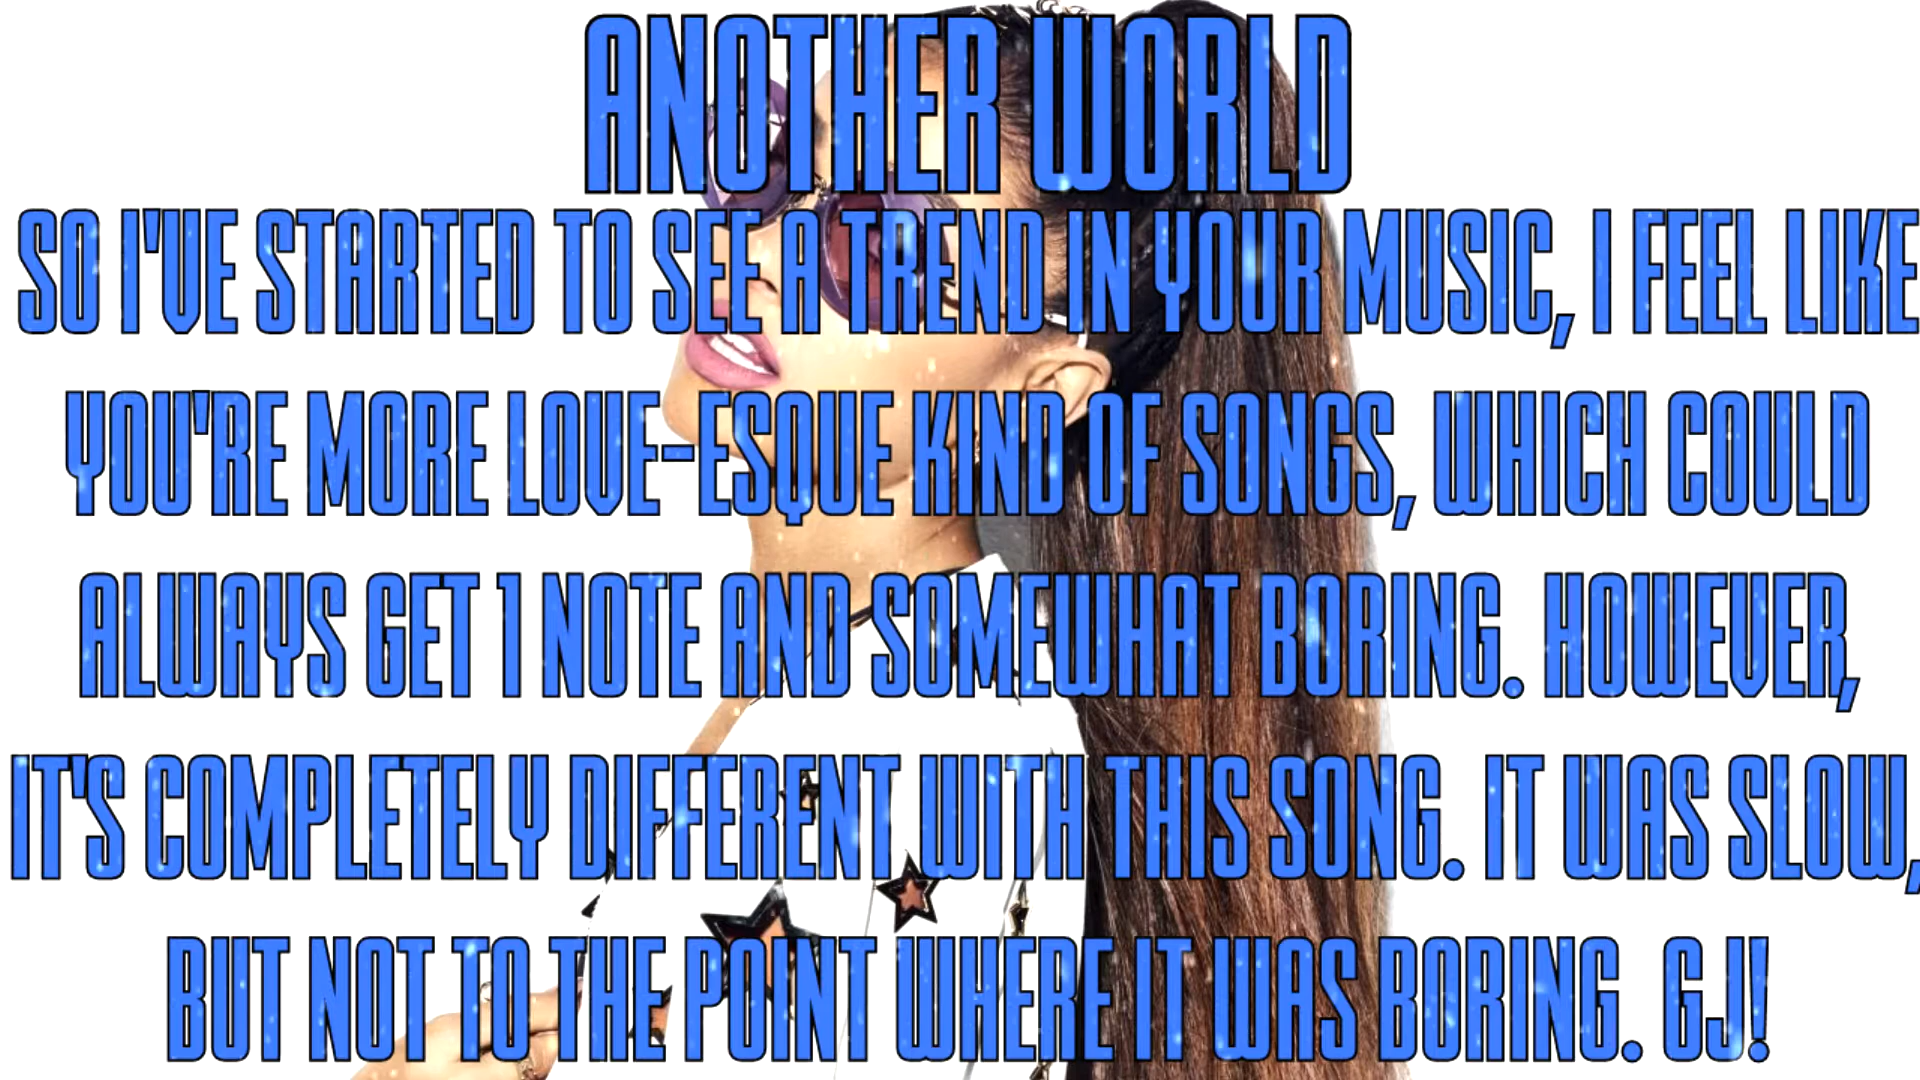 ANOTHER WORLD
SO I'VE STARTED TO SEE A TREND IN YOUR MUSIC, I FEEL LIKE
YOU'RE MORE LOVE-ESQUE KIND OF SONGS, WHICH COULD
ALWAYS GET 1 NOTE AND SOMEWHAT BORING. HOWEVER,
IT'S COMPLETELY DIFFERENT WITH THIS SONG. IT WAS SLOW,
BUT NOT TO THE POINT WHERE IT WAS BORING. GJ!